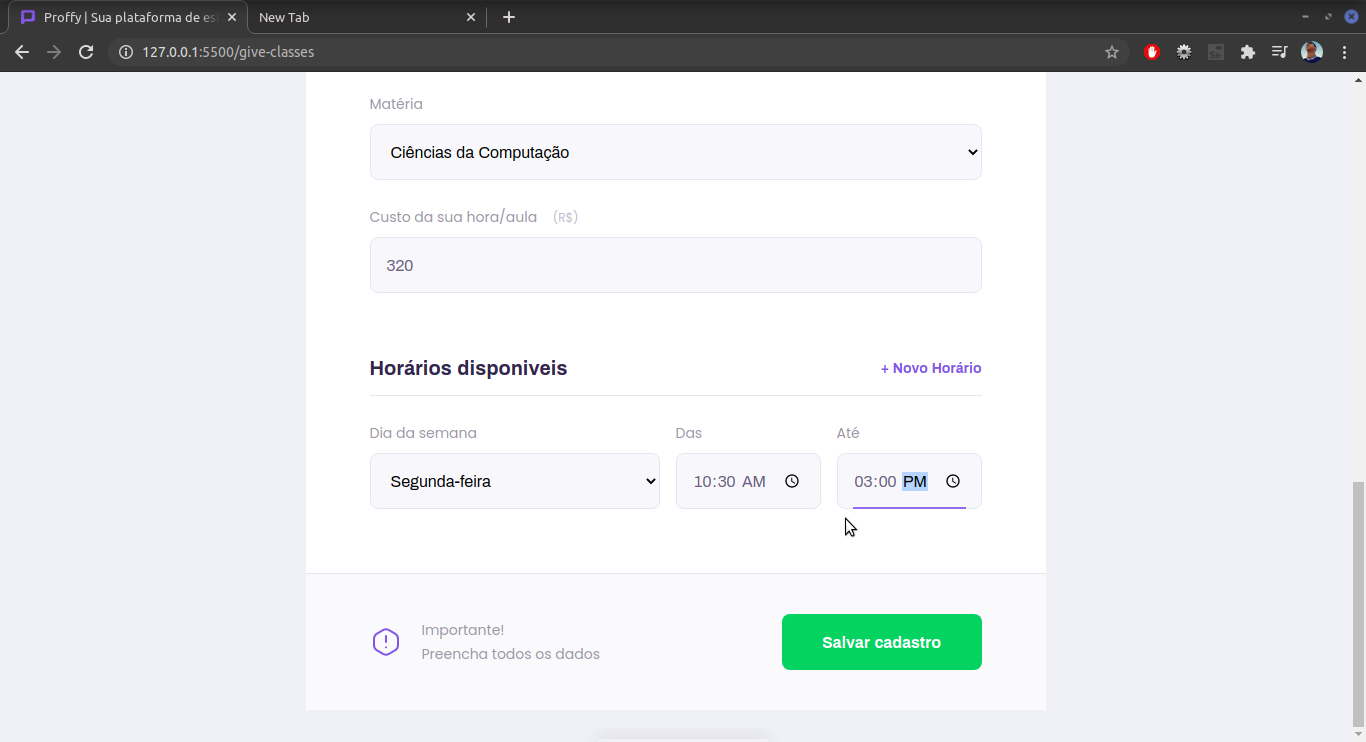 Proffy | Sua plataforma de es
New Tab
127.0.0.1:5500/give-classes
Matéria
Ciências da Computação
Custo da sua hora/aula (R$)
320
Horários disponiveis
+ Novo Horário
Dia da semana
Das
Até
Segunda-feira
10:30 AM
03:00 PM
Importante!
Preencha todos os dados
Salvar cadastro